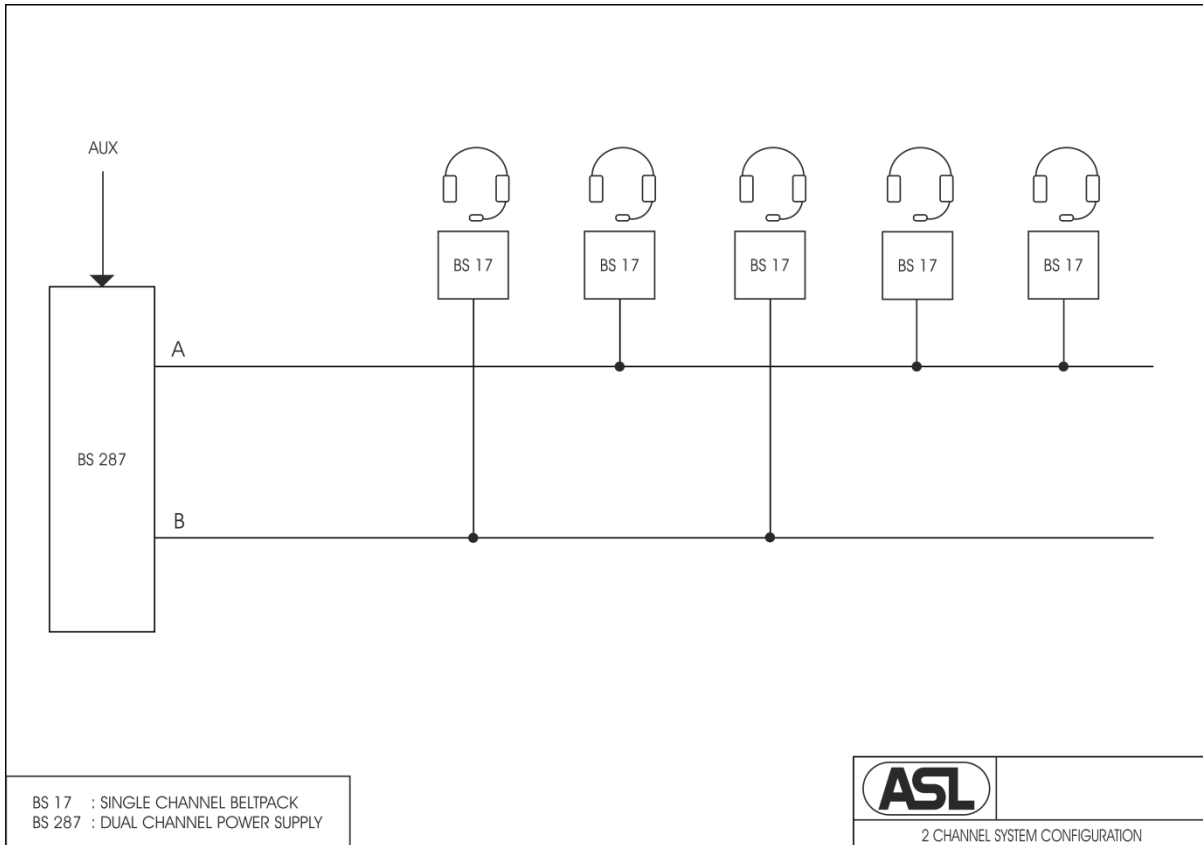 AUX
BS 17
BS 17
BS 17
BS 17
BS 17
A
BS 287
B
BS 17 : SINGLE CHANNEL BELTPACK
BS 287 : DUAL CHANNEL POWER SUPPLY
ASL
2 CHANNEL SYSTEM CONFIGURATION